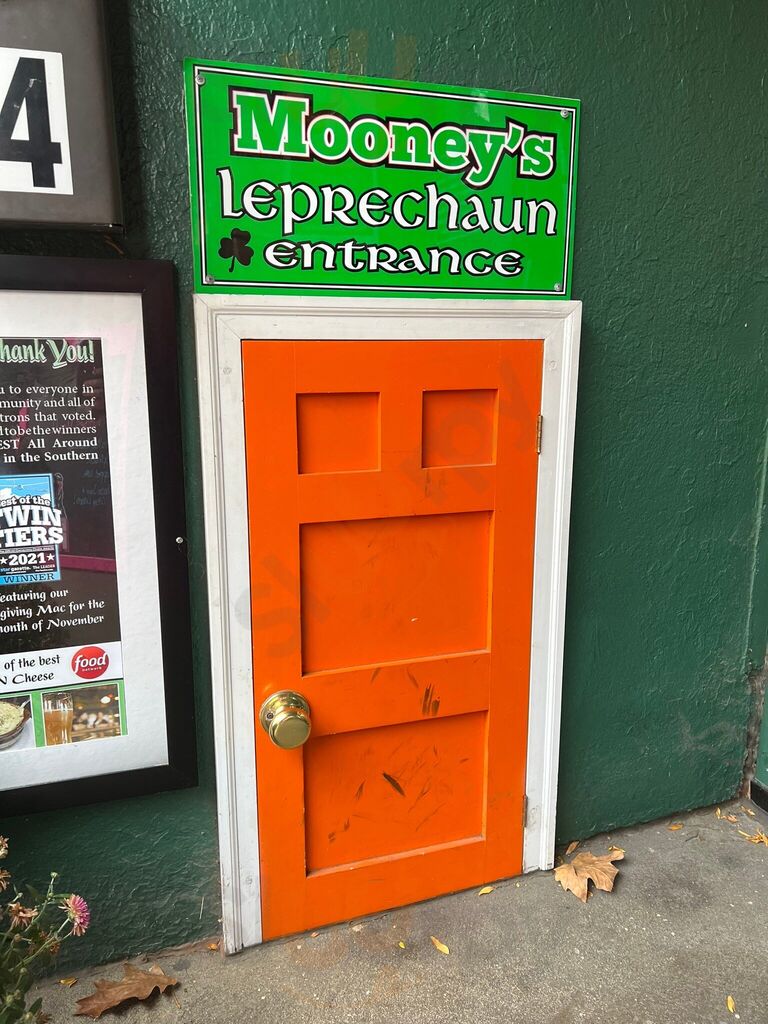 4
Mooney's
Leprechaun
entrance
hank You!
u to everyone in
munity and all of
trons that voted.
d to be the winners
EST All Around
in the Southern
est of the
TWIN
TIERS
2021
WINNER
eaturing our
giving Mac for the
onth of November
of the best
N Cheese
food
network